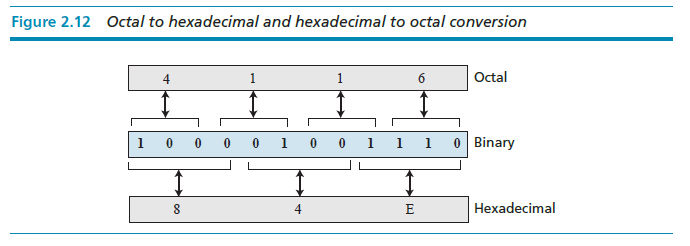 Figure 2.12 Octal to hexadecimal and hexadecimal to octal conversion
4 1 1 6 Octal
1 0 0 0 0 1 0 0 1 1 1 0 Binary
8 4 E Hexadecimal